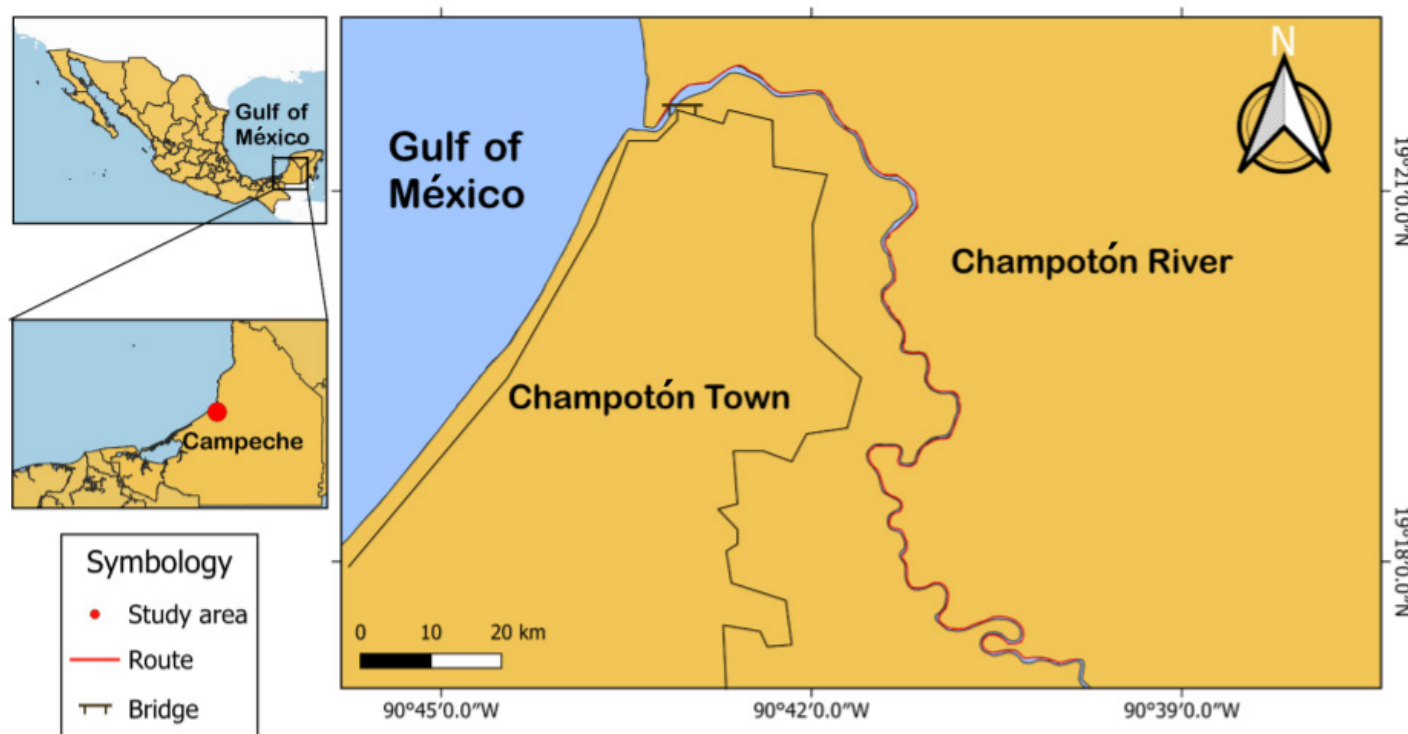 Gulf of
México
Campeche
Symbology
Study area
Route
Bridge
Gulf of
México
Champotón River
Champotón Town
0 10 20 km
N
19°21'0.0"N
19°18'0.0"N
90°45'0.0"W 90°42'0.0"W 90°39'0.0"W